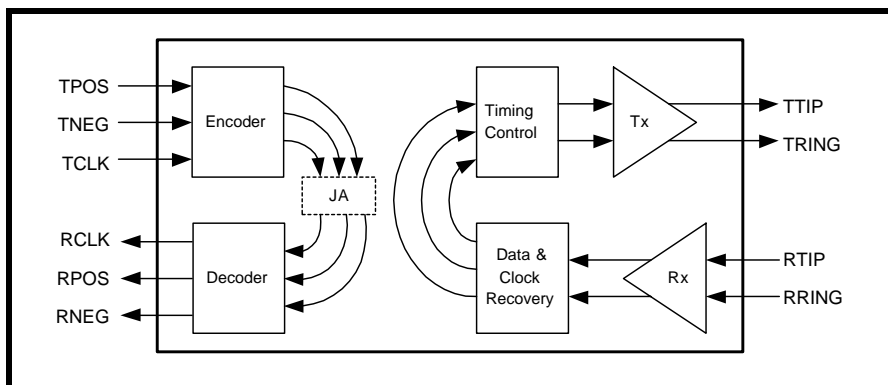 TPOS
TNEG
TCLK
Encoder
JA
RCLK
RPOS
RNEG
Decoder
Timing
Control
Tx
TTIP
TRING
Data &
Clock
Recovery
Rx
RTIP
RRING